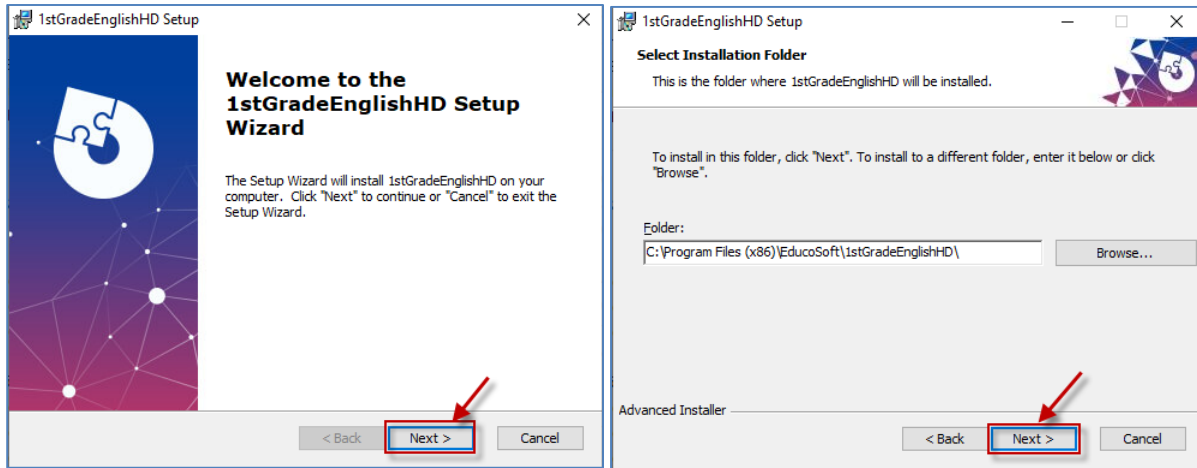 1stGradeEnglishHD Setup
Welcome to the
1stGradeEnglishHD Setup
Wizard
The Setup Wizard will install 1stGradeEnglishHD on your
computer. Click "Next" to continue or "Cancel" to exit the
Setup Wizard.
< Back
Next >
Cancel
1stGradeEnglishHD Setup
Select Installation Folder
This is the folder where 1stGradeEnglishHD will be installed.
To install in this folder, click "Next". To install to a different folder, enter it below or click
"Browse".
Folder:
C:\Program Files (x86)\EducoSoft\1stGradeEnglishHD\
Browse...
Advanced Installer
< Back
Next >
Cancel